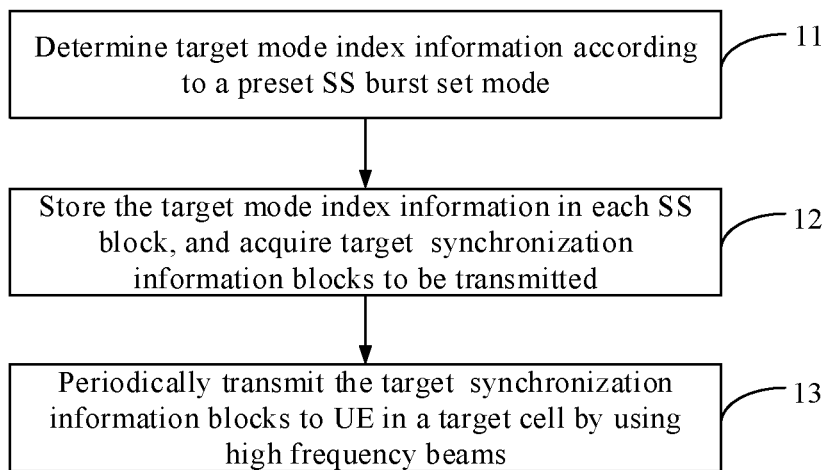 Determine target mode index information according
to a preset SS burst set mode
11
Store the target mode index information in each SS
block, and acquire target synchronization
information blocks to be transmitted
12
Periodically transmit the target synchronization
information blocks to UE in a target cell by using
high frequency beams
13